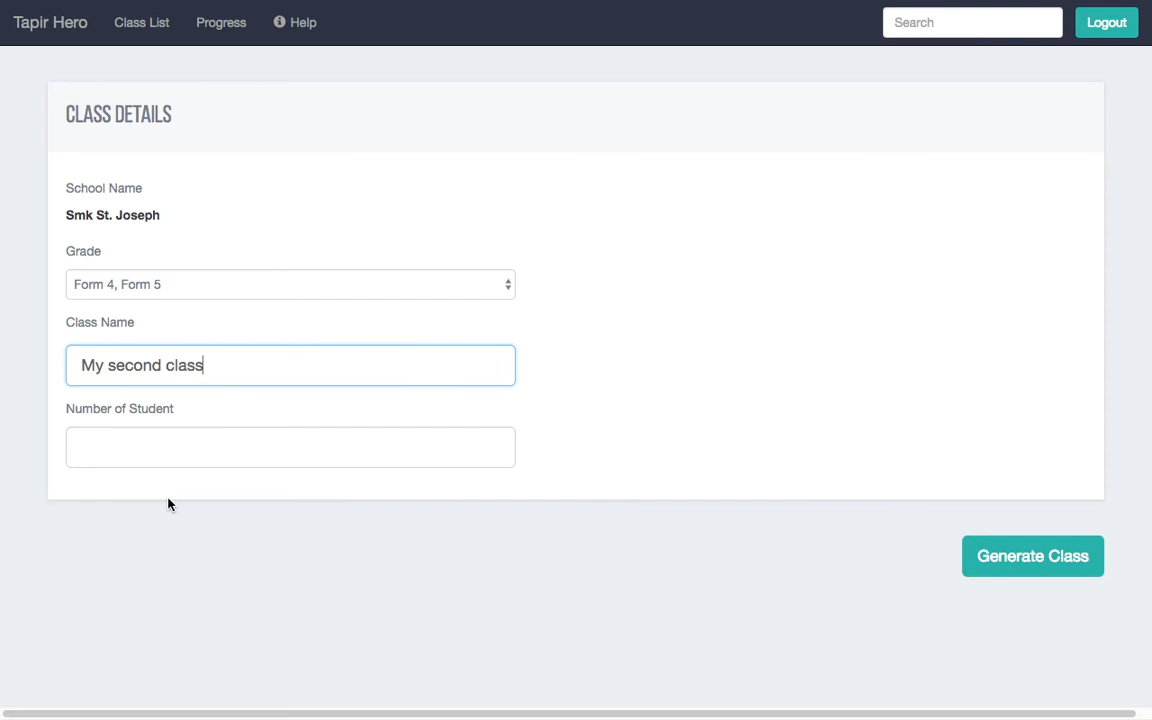 Tapir Hero Class List Progress Help Search Logout
CLASS DETAILS
School Name
Smk St. Joseph
Grade
Form 4, Form 5
Class Name
My second class
Number of Student
Generate Class